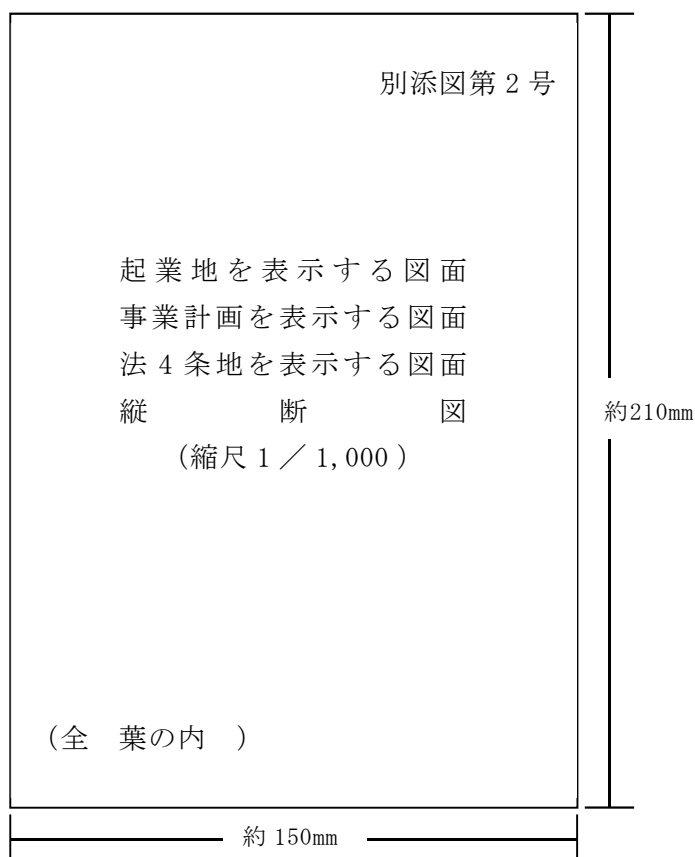 別添図第２号
起業地を表示する図面
事業計画を表示する図面
法４条地を表示する図面
縦断図
（縮尺１／1,000）
約210mm
（全　葉の内　）
約150mm